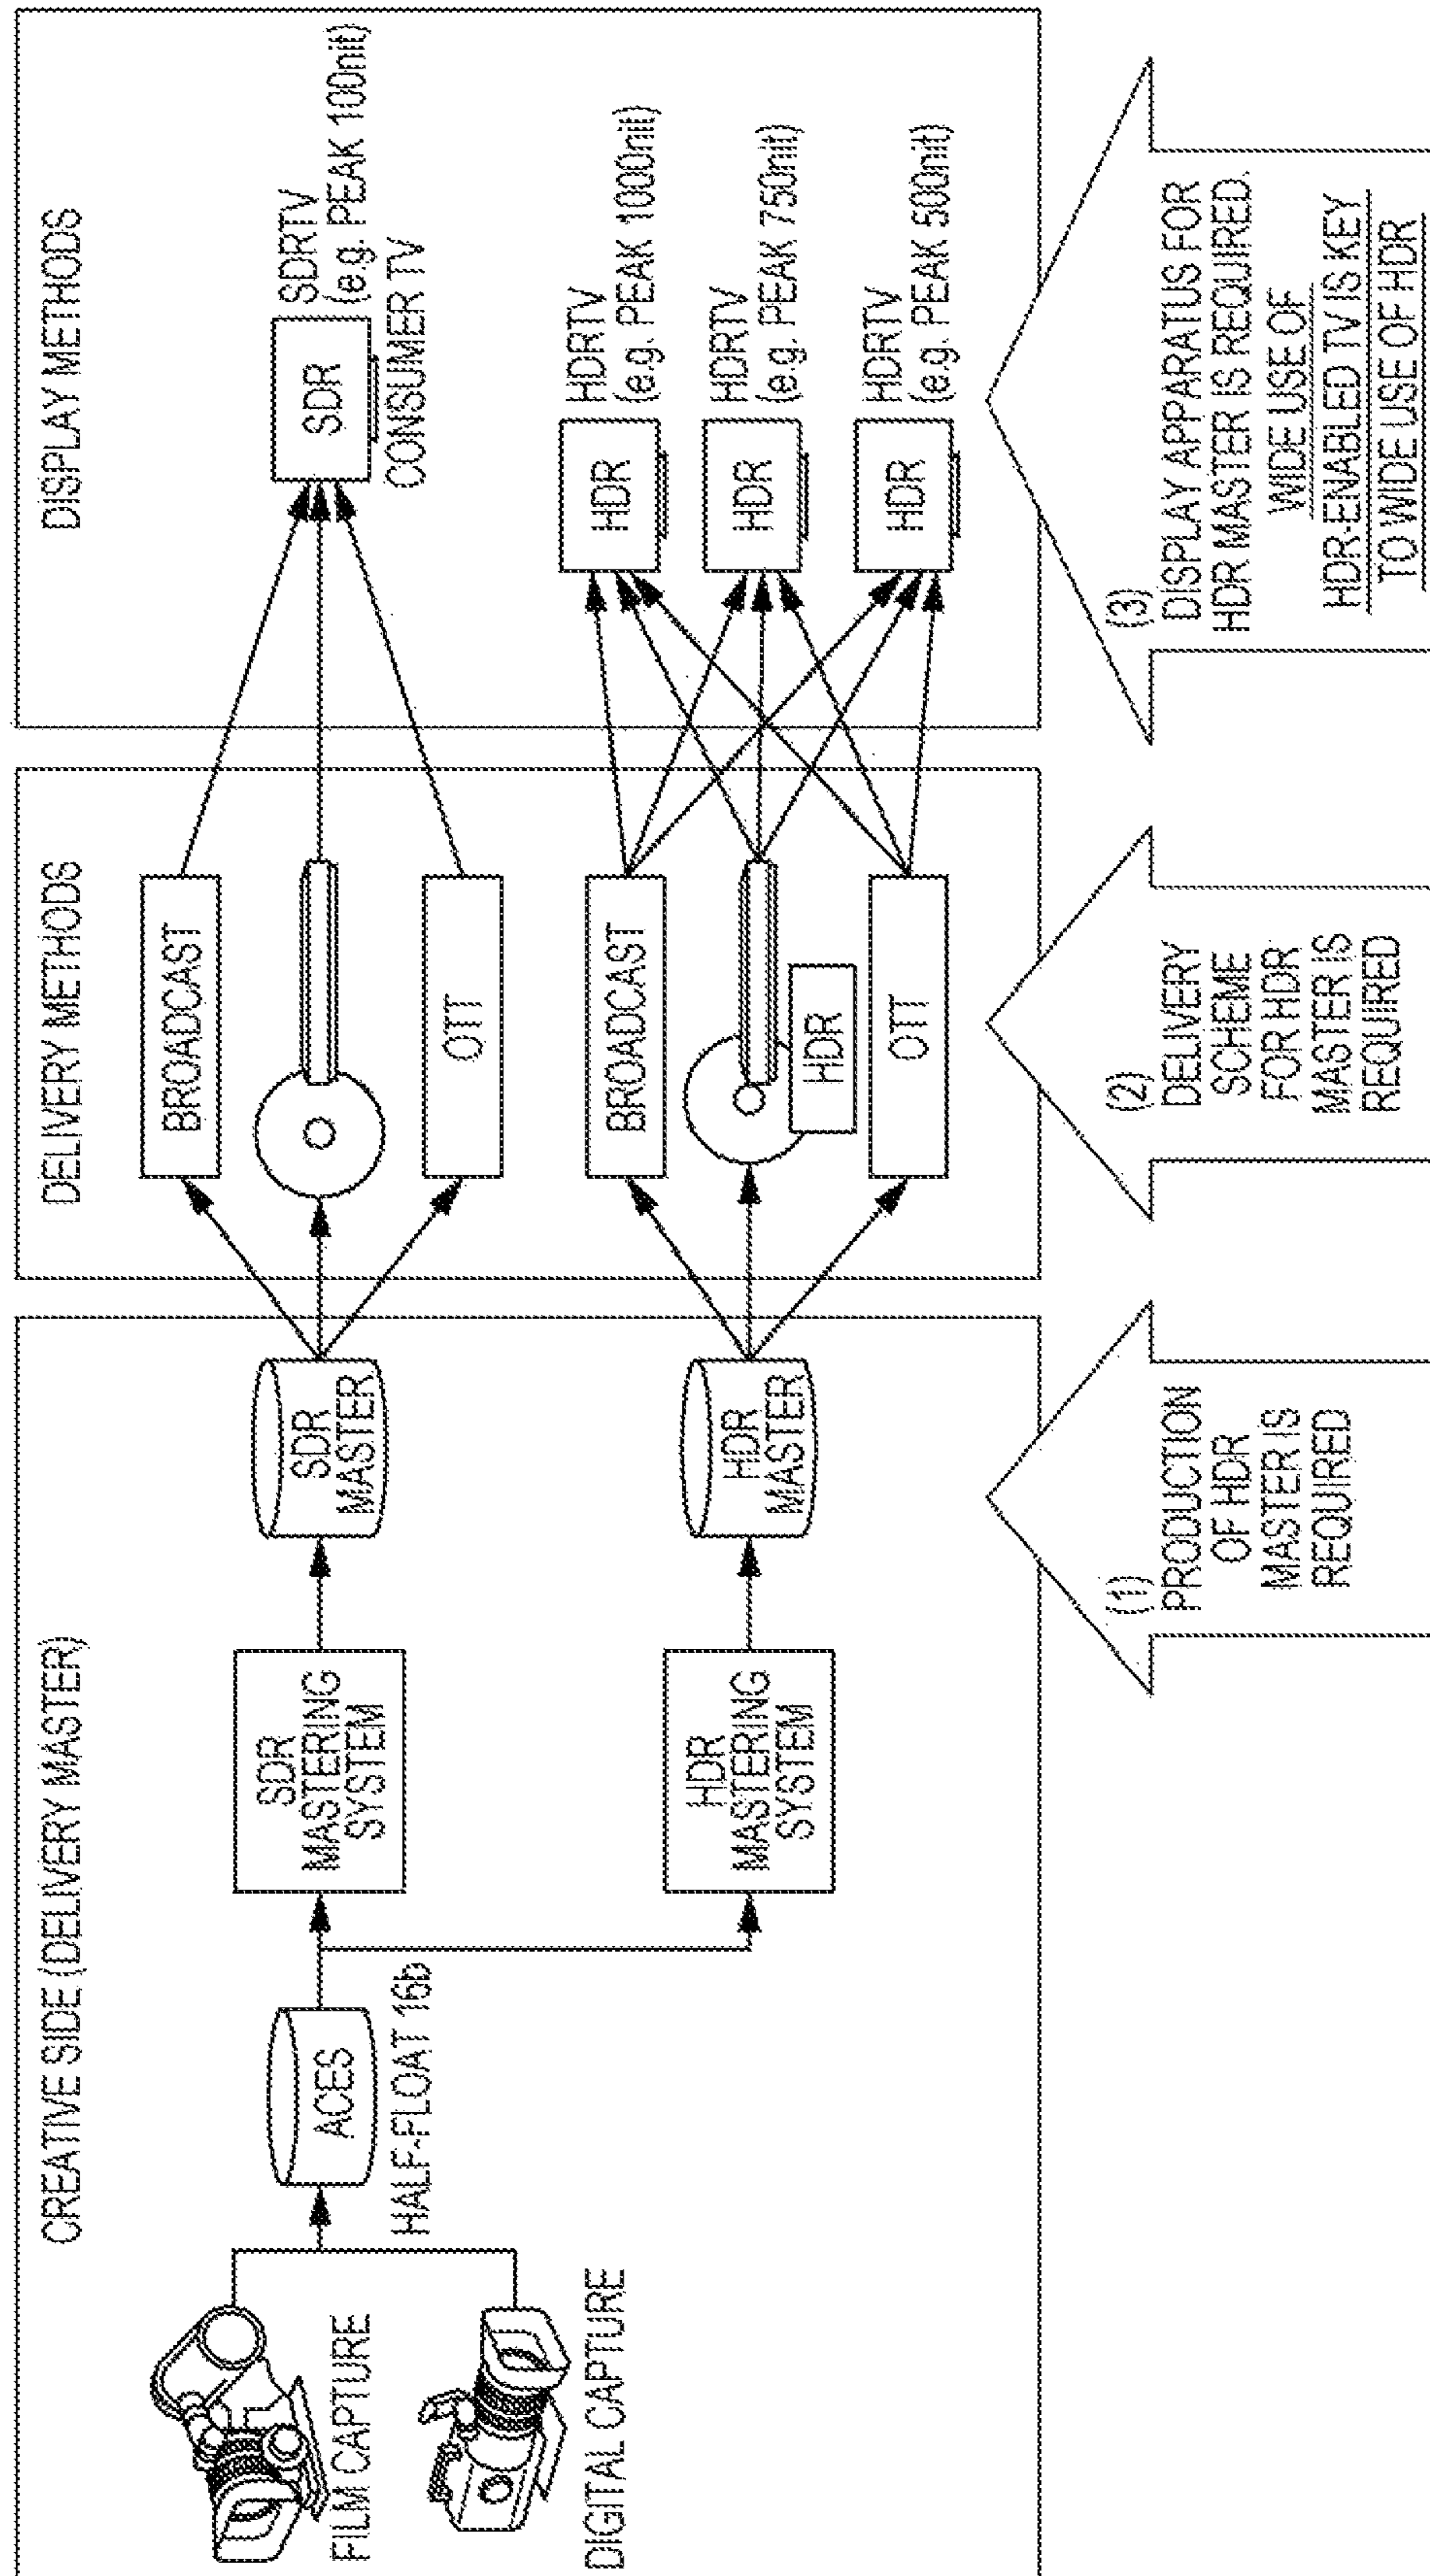 CREATIVE SIDE (DELIVERY MASTER)
FILM CAPTURE
DIGITAL CAPTURE
ACES
HALF-FLOAT 16b
SDR
MASTERING
SYSTEM
SDR
MASTER
HDR
MASTERING
SYSTEM
HDR
MASTER
DELIVERY METHODS
BROADCAST
OTT
BROADCAST
HDR
OTT
DISPLAY METHODS
SDR
SDRTV
(e.g. PEAK 100nit)
CONSUMER TV
HDR
HDRTV
(e.g. PEAK 1000nit)
HDR
HDRTV
(e.g. PEAK 750nit)
HDR
HDRTV
(e.g. PEAK 500nit)
(1)
PRODUCTION
OF HDR
MASTER IS
REQUIRED
(2)
DELIVERY
SCHEME
FOR HDR
MASTER IS
REQUIRED
(3)
DISPLAY APPARATUS FOR
HDR MASTER IS REQUIRED.
WIDE USE OF
HDR-ENABLED TV IS KEY
TO WIDE USE OF HDR